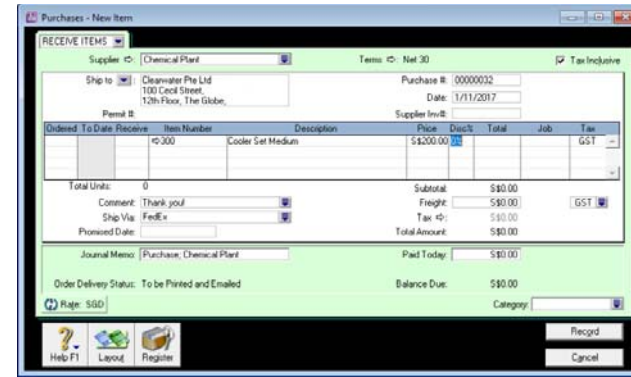 Purchases - New Item
RECEIVE ITEMS
Supplier ⇨: Chemical Plant Terms ⇨: Net 30 Tax Inclusive
Ship to : Clearwater Pte Ltd Purchase #: 00000032
100 Cecil Street,
12th Floor, The Globe, Date: 1/11/2017
Permit #: Supplier Inv#:
Ordered To Date Receive Item Number Description Price Disc% Total Job Tax
⇨300 Cooler Set Medium S$200.00 0% GST
Total Units: 0 Subtotal: S$0.00
Comment: Thank you! Freight: S$0.00 GST
Ship Via: FedEx Tax ⇨: S$0.00
Promised Date: Total Amount: S$0.00
Journal Memo: Purchase; Chemical Plant Paid Today: S$0.00
Order Delivery Status: To be Printed and Emailed Balance Due: S$0.00
Rate: SGD Category:
Help F1 Layout Register Record
Cancel